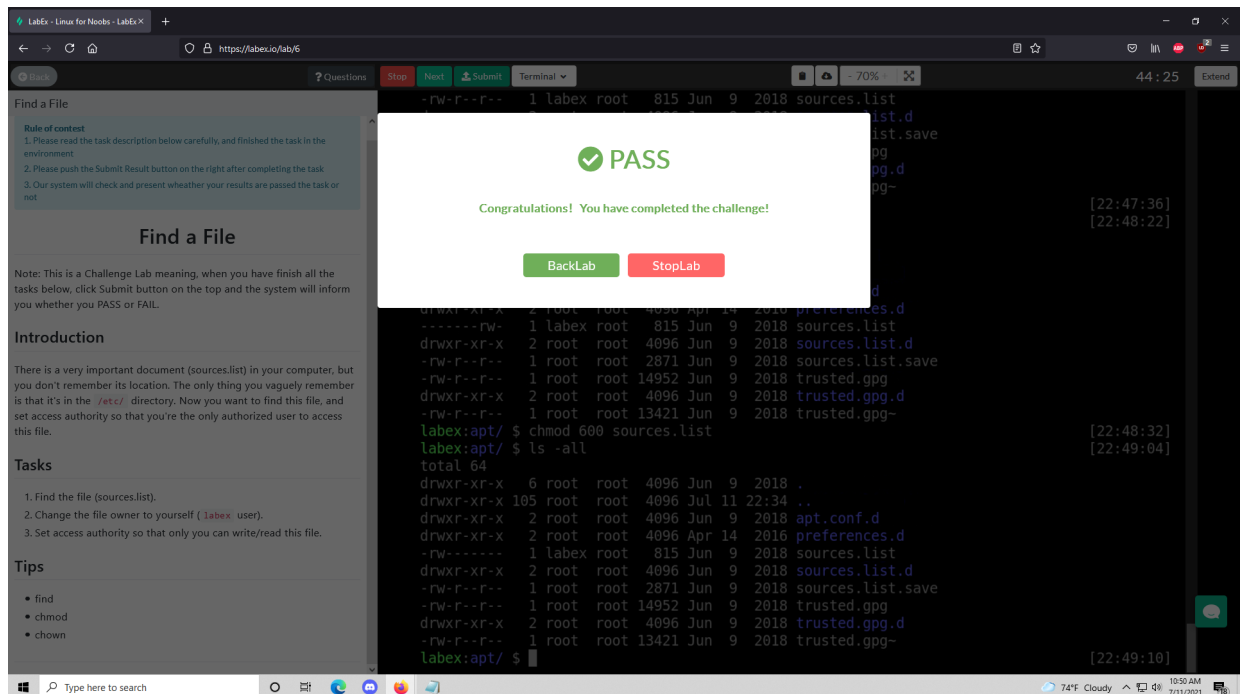 LabEx - Linux for Noobs - LabEx
https://labex.io/lab/6
Back
? Questions
Stop
Next
Submit
Terminal
- 70%
44 : 25
Extend
Find a File
Rule of contest
1. Please read the task description below carefully, and finished the task in the
environment
2. Please push the Submit Result button on the right after completing the task
3. Our system will check and present wheather your results are passed the task or
not
Find a File
Note: This is a Challenge Lab meaning, when you have finish all the
tasks below, click Submit button on the top and the system will inform
you whether you PASS or FAIL.
Introduction
There is a very important document (sources.list) in your computer, but
you don't remember its location. The only thing you vaguely remember
is that it's in the /etc/ directory. Now you want to find this file, and
set access authority so that you're the only authorized user to access
this file.
Tasks
1. Find the file (sources.list).
2. Change the file owner to yourself ( labex user).
3. Set access authority so that only you can write/read this file.
Tips
• find
• chmod
• chown
-rw-r--r-- 1 labex root 815 Jun 9 2018 sources.list
list.d
ist.save
pg
pg.d
pg~
[22:47:36]
[22:48:22]
PASS
Congratulations! You have completed the challenge!
BackLab
StopLab
d
drwxr-xr-x 2 root root 4096 Apr 14 2016 preferences.d
-------rw- 1 labex root 815 Jun 9 2018 sources.list
drwxr-xr-x 2 root root 4096 Jun 9 2018 sources.list.d
-rw-r--r-- 1 root root 2871 Jun 9 2018 sources.list.save
-rw-r--r-- 1 root root 14952 Jun 9 2018 trusted.gpg
drwxr-xr-x 2 root root 4096 Jun 9 2018 trusted.gpg.d
-rw-r--r-- 1 root root 13421 Jun 9 2018 trusted.gpg~
labex:apt/ $ chmod 600 sources.list [22:48:32]
labex:apt/ $ ls -all [22:49:04]
total 64
drwxr-xr-x 6 root root 4096 Jun 9 2018 .
drwxr-xr-x 105 root root 4096 Jul 11 22:34 ..
drwxr-xr-x 2 root root 4096 Jun 9 2018 apt.conf.d
drwxr-xr-x 2 root root 4096 Apr 14 2016 preferences.d
-rw------- 1 labex root 815 Jun 9 2018 sources.list
drwxr-xr-x 2 root root 4096 Jun 9 2018 sources.list.d
-rw-r--r-- 1 root root 2871 Jun 9 2018 sources.list.save
-rw-r--r-- 1 root root 14952 Jun 9 2018 trusted.gpg
drwxr-xr-x 2 root root 4096 Jun 9 2018 trusted.gpg.d
-rw-r--r-- 1 root root 13421 Jun 9 2018 trusted.gpg~
labex:apt/ $ [22:49:10]
Type here to search
74°F Cloudy
10:50 AM
7/11/2021